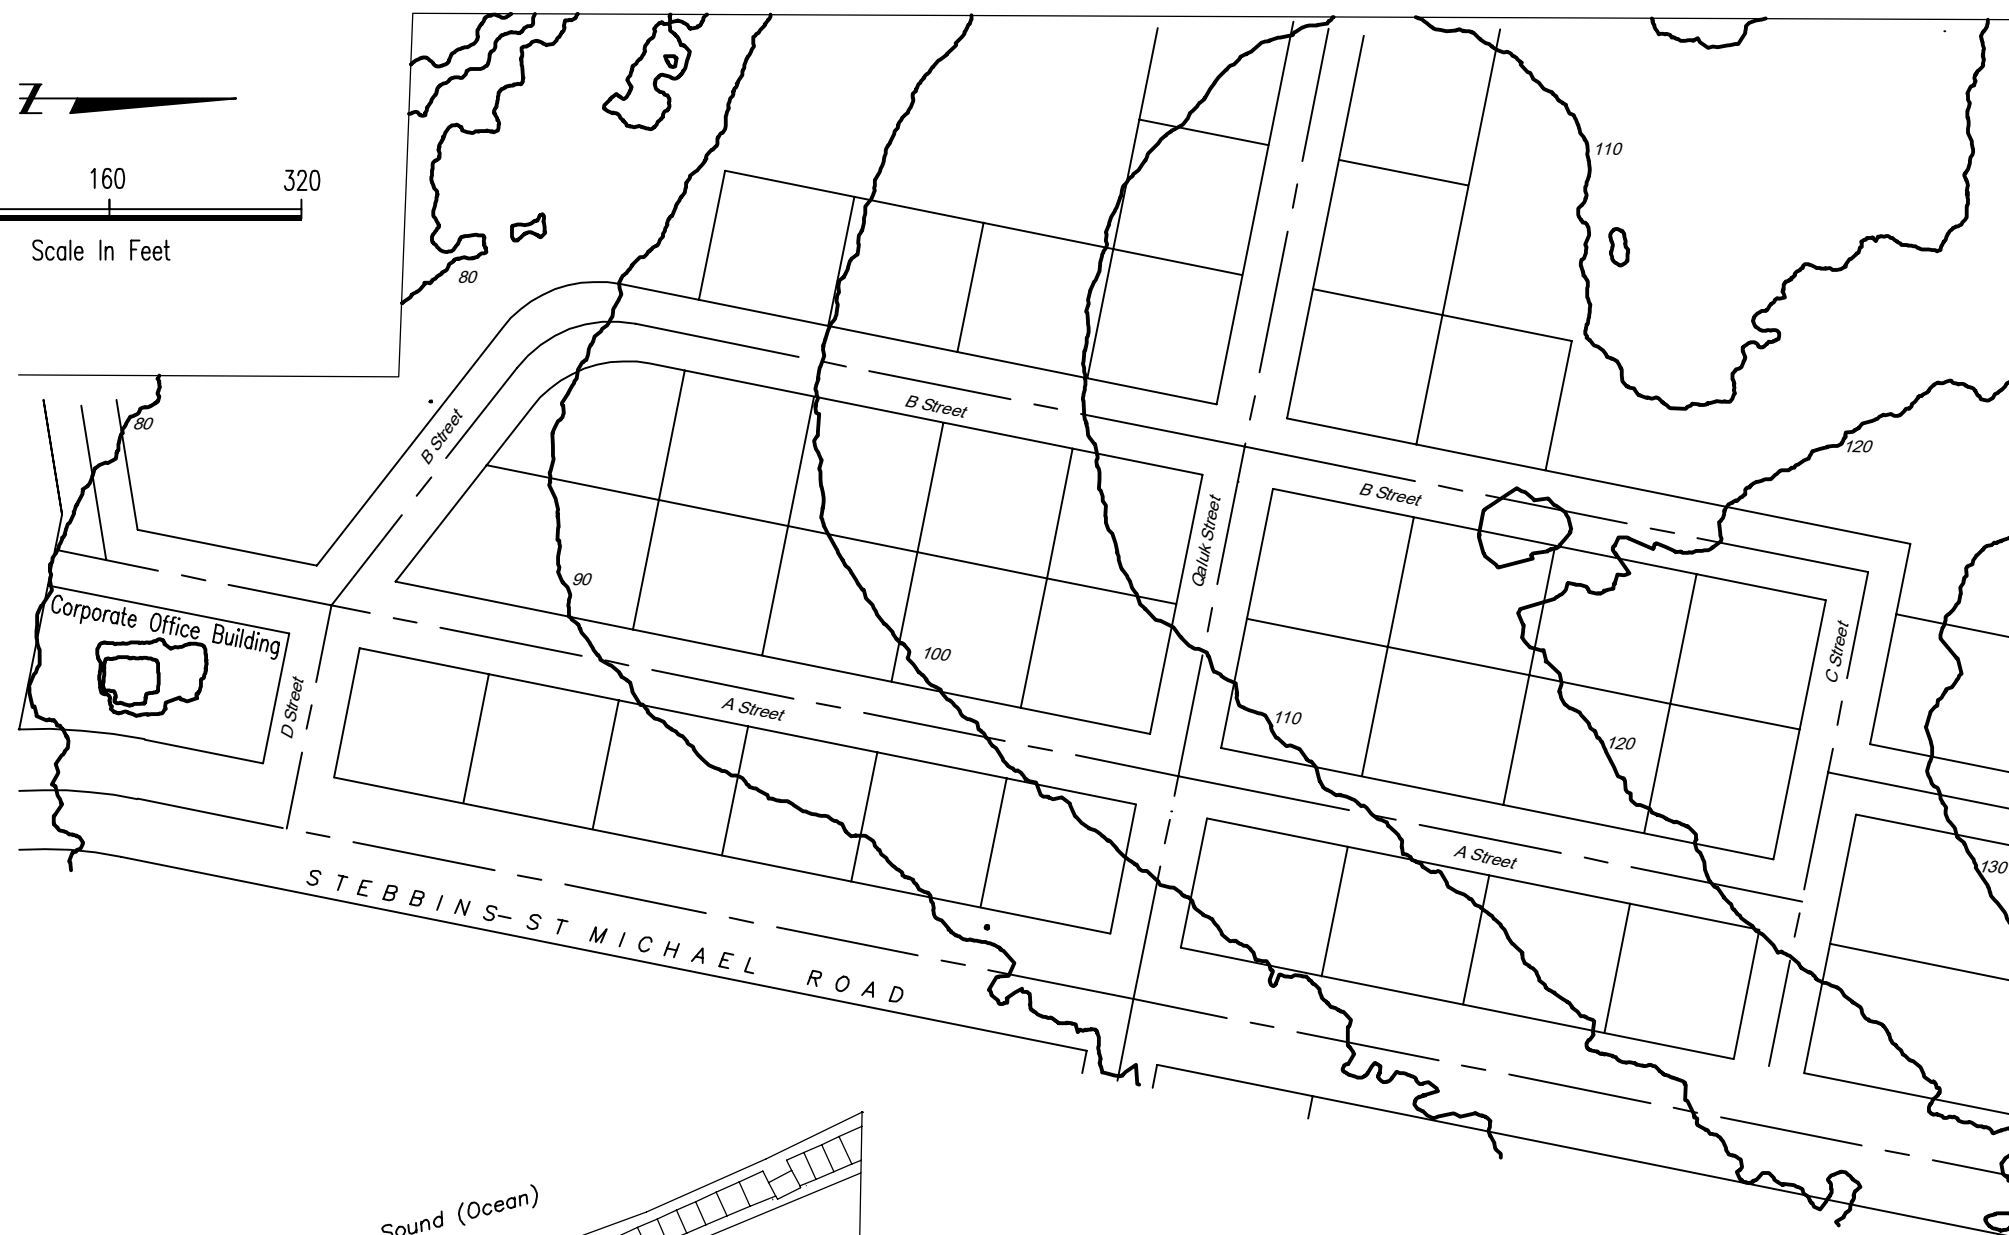 Z
160 320
Scale In Feet
110
80
80
B Street
B Street
120
B Street
Qaluk Street
90
Corporate Office Building
100
C Street
D Street
A Street
110
120
A Street
130
STEBBINS–ST MICHAEL ROAD
Sound (Ocean)